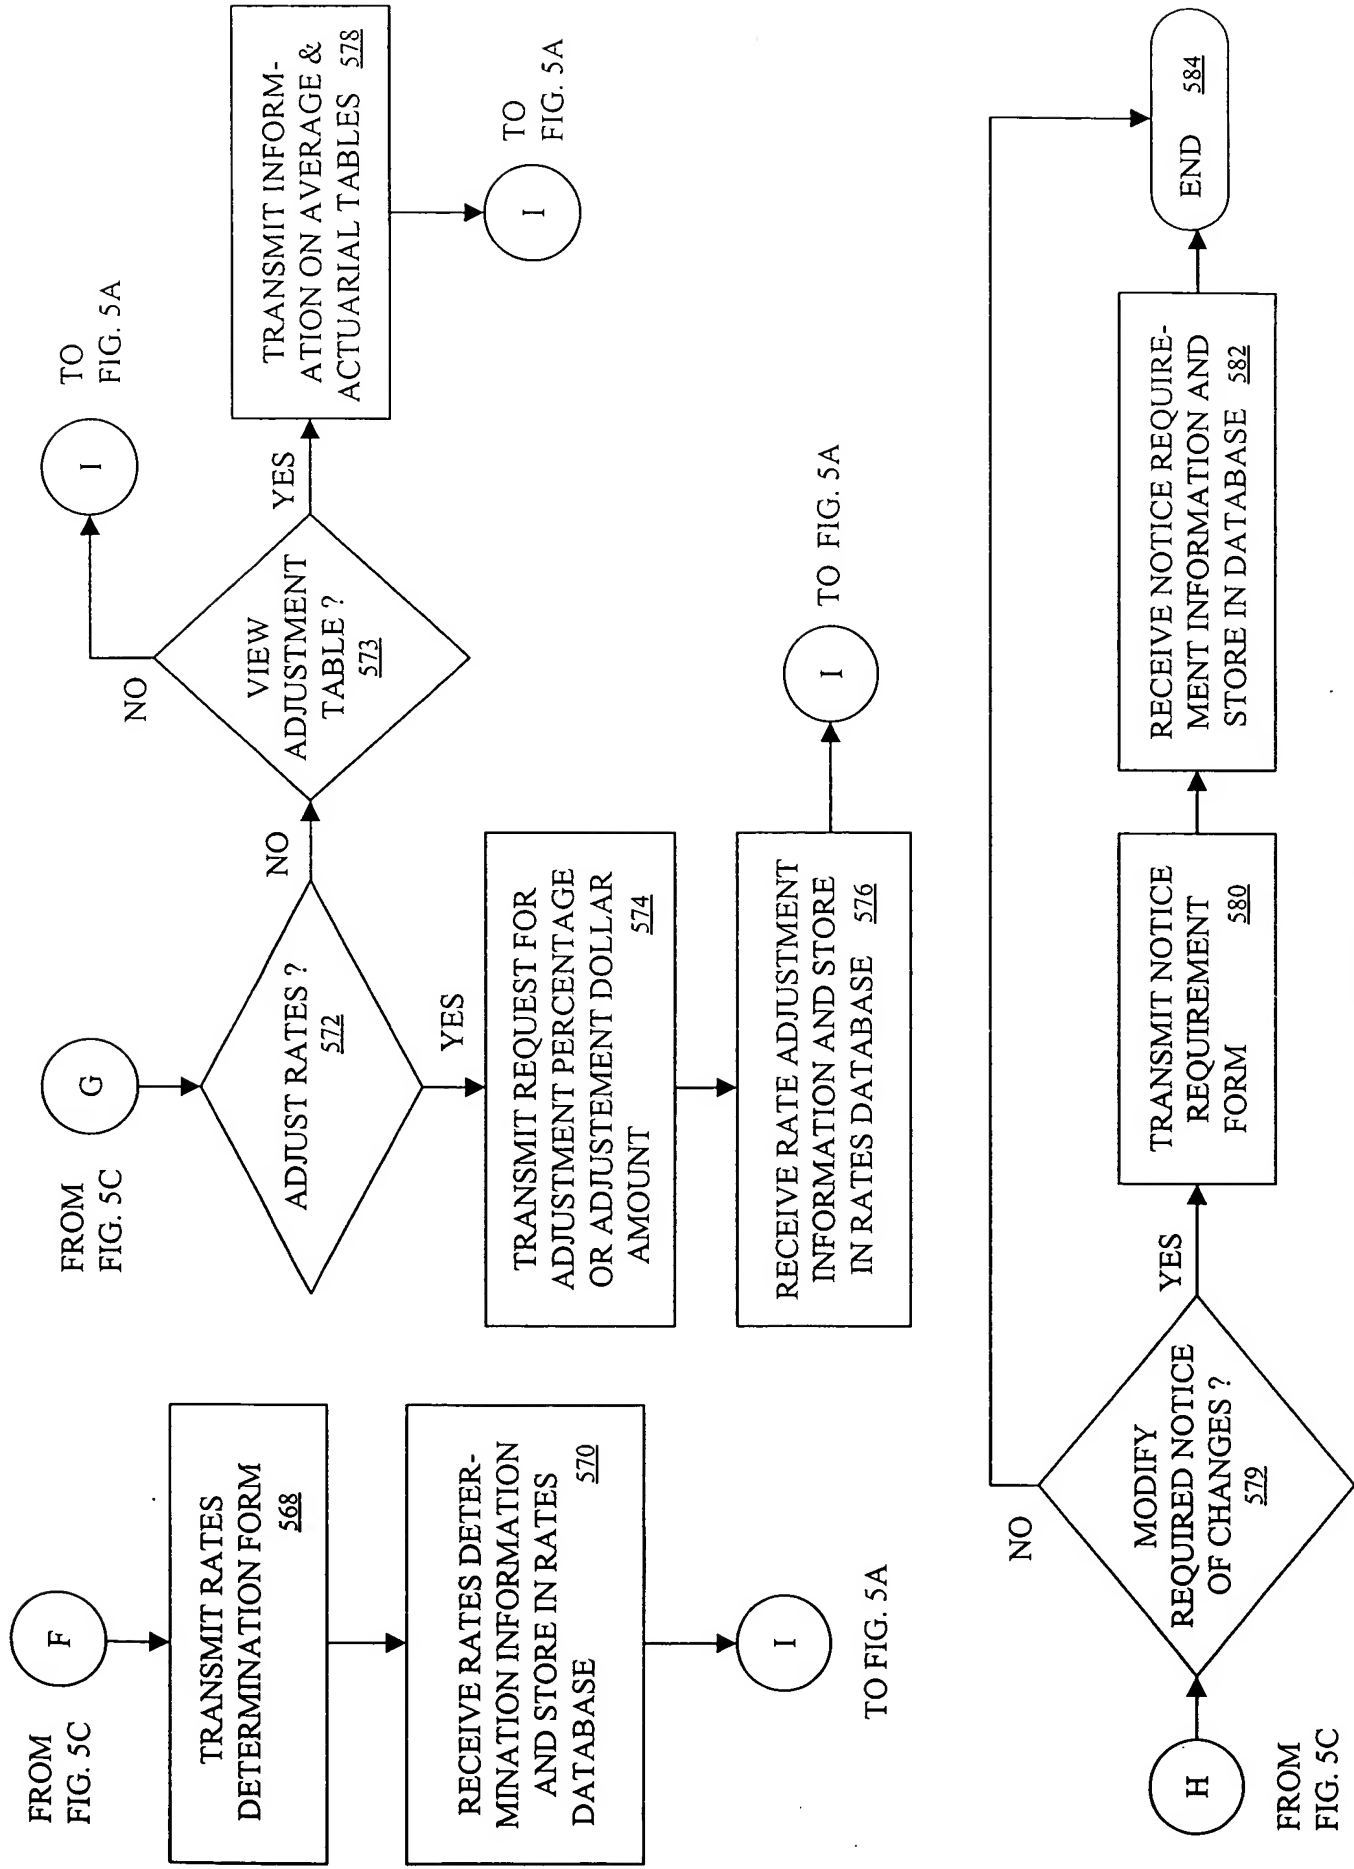 FROM
FIG. 5C
F
TRANSMIT RATES
DETERMINATION FORM
568
RECEIVE RATES DETER-
MINATION INFORMATION
AND STORE IN RATES
DATABASE 570
I
TO FIG. 5A
FROM
FIG. 5C
G
ADJUST RATES ?
572
NO
YES
TRANSMIT REQUEST FOR
ADJUSTMENT PERCENTAGE
OR ADJUSTEMENT DOLLAR
AMOUNT 574
RECEIVE RATE ADJUSTMENT
INFORMATION AND STORE
IN RATES DATABASE 576
I
TO FIG. 5A
VIEW
ADJUSTMENT
TABLE ?
573
NO
I
TO
FIG. 5A
YES
TRANSMIT INFORM-
ATION ON AVERAGE &
ACTUARIAL TABLES 578
I
TO
FIG. 5A
FROM
FIG. 5C
H
MODIFY
REQUIRED NOTICE
OF CHANGES ?
579
NO
YES
TRANSMIT NOTICE
REQUIREMENT
FORM 580
RECEIVE NOTICE REQUIRE-
MENT INFORMATION AND
STORE IN DATABASE 582
END 584